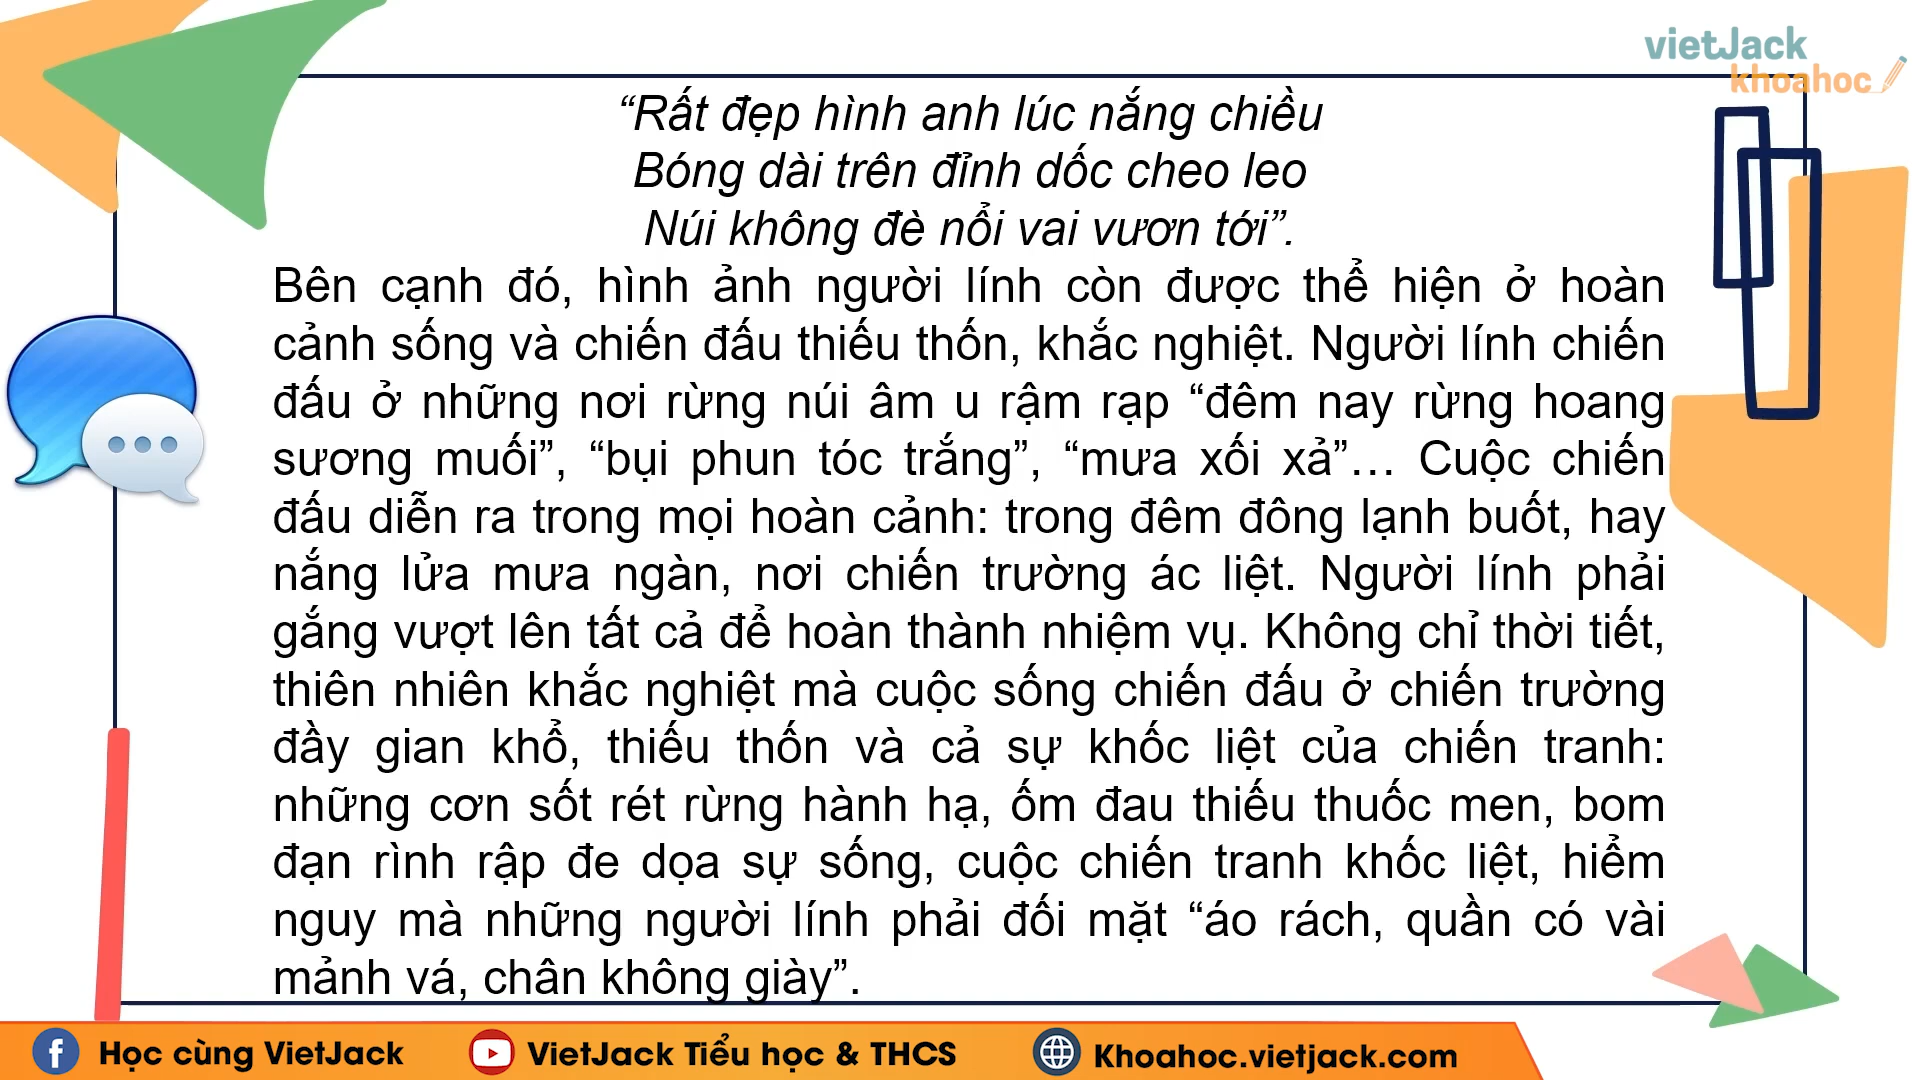 vietJack
khoahoc
“Rất đẹp hình anh lúc nắng chiều
Bóng dài trên đỉnh dốc cheo leo
Núi không đè nổi vai vươn tới”.
Bên cạnh đó, hình ảnh người lính còn được thể hiện ở hoàn
cảnh sống và chiến đấu thiếu thốn, khắc nghiệt. Người lính chiến
đấu ở những nơi rừng núi âm u rậm rạp “đêm nay rừng hoang
sương muối”, “bụi phun tóc trắng”, “mưa xối xả”… Cuộc chiến
đấu diễn ra trong mọi hoàn cảnh: trong đêm đông lạnh buốt, hay
nắng lửa mưa ngàn, nơi chiến trường ác liệt. Người lính phải
gắng vượt lên tất cả để hoàn thành nhiệm vụ. Không chỉ thời tiết,
thiên nhiên khắc nghiệt mà cuộc sống chiến đấu ở chiến trường
đầy gian khổ, thiếu thốn và cả sự khốc liệt của chiến tranh:
những cơn sốt rét rừng hành hạ, ốm đau thiếu thuốc men, bom
đạn rình rập đe dọa sự sống, cuộc chiến tranh khốc liệt, hiểm
nguy mà những người lính phải đối mặt “áo rách, quần có vài
mảnh vá, chân không giày”.
Học cùng VietJack
VietJack Tiểu học & THCS
Khoahoc.vietjack.com